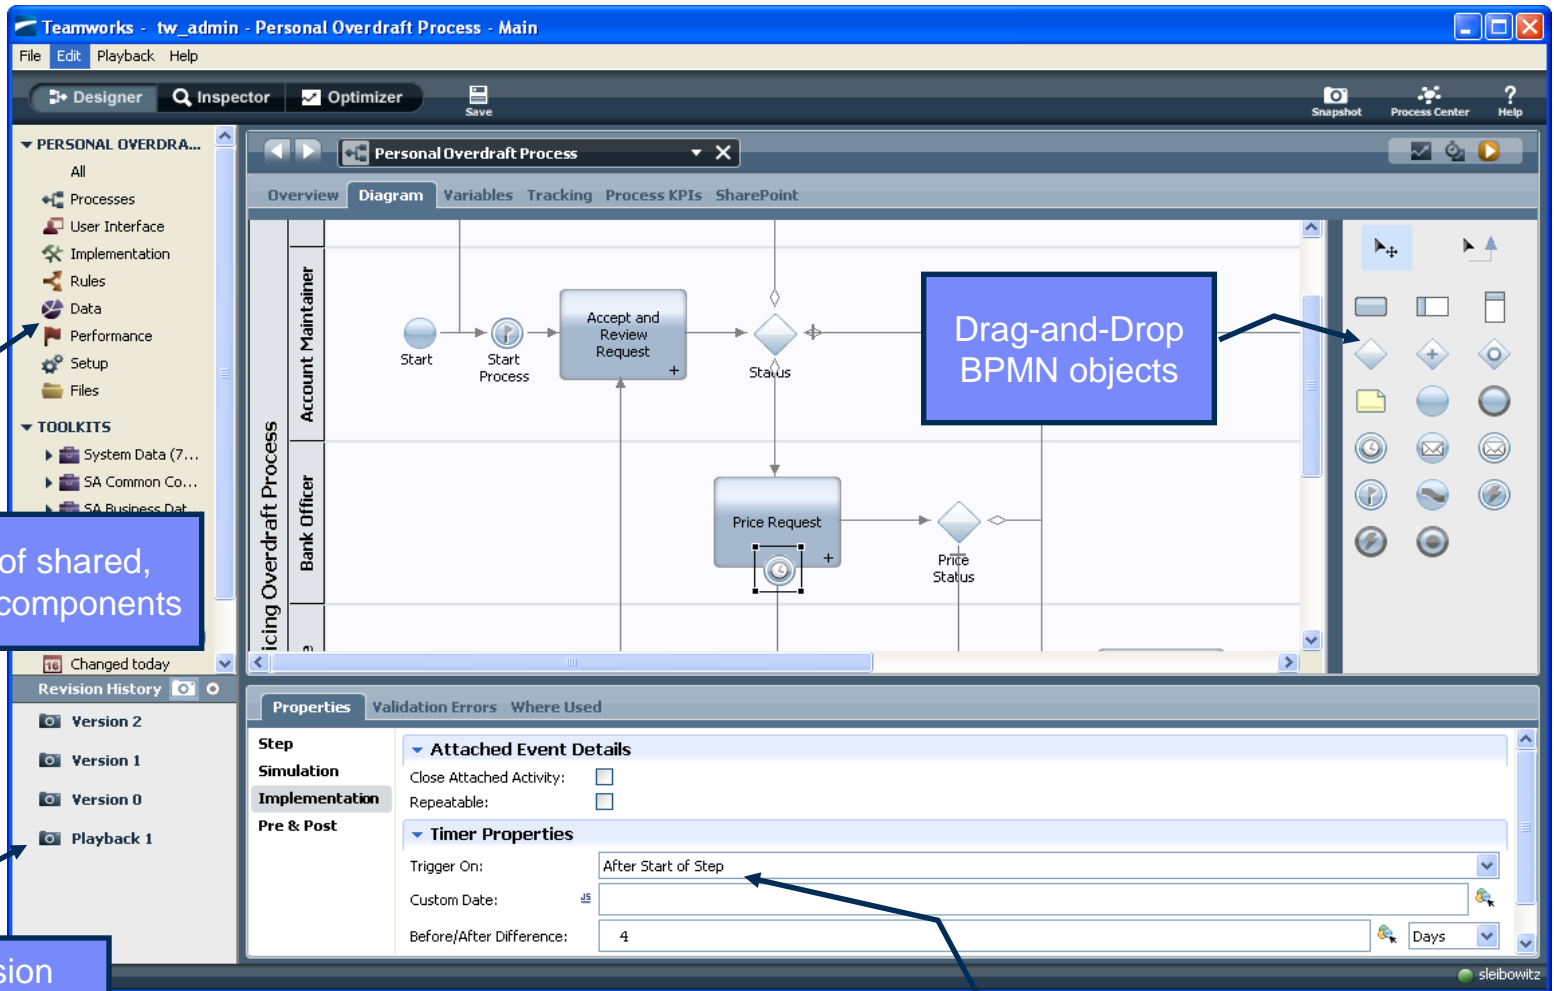 Teamworks - tw_admin - Personal Overdraft Process - Main
File Edit Playback Help
Designer Inspector Optimizer Save Snapshot Process Center Help
PERSONAL OVERDRA...
All
Processes
User Interface
Implementation
Rules
Data
Performance
Setup
Files
TOOLKITS
System Data (7...
SA Common Co...
SA Business Dat
of shared,
components
16 Changed today
Revision History
Version 2
Version 1
Version 0
Playback 1
sion
Personal Overdraft Process
Overview Diagram Variables Tracking Process KPIs SharePoint
icing Overdraft Process
Account Maintainer
Bank Officer
Start
Start
Process
Accept and
Review
Request
+
Status
Price Request
+
Price
Status
Drag-and-Drop
BPMN objects
Properties Validation Errors Where Used
Step
Simulation
Implementation
Pre & Post
Attached Event Details
Close Attached Activity:
Repeatable:
Timer Properties
Trigger On: After Start of Step
Custom Date: JS
Before/After Difference: 4 Days
sleibowitz